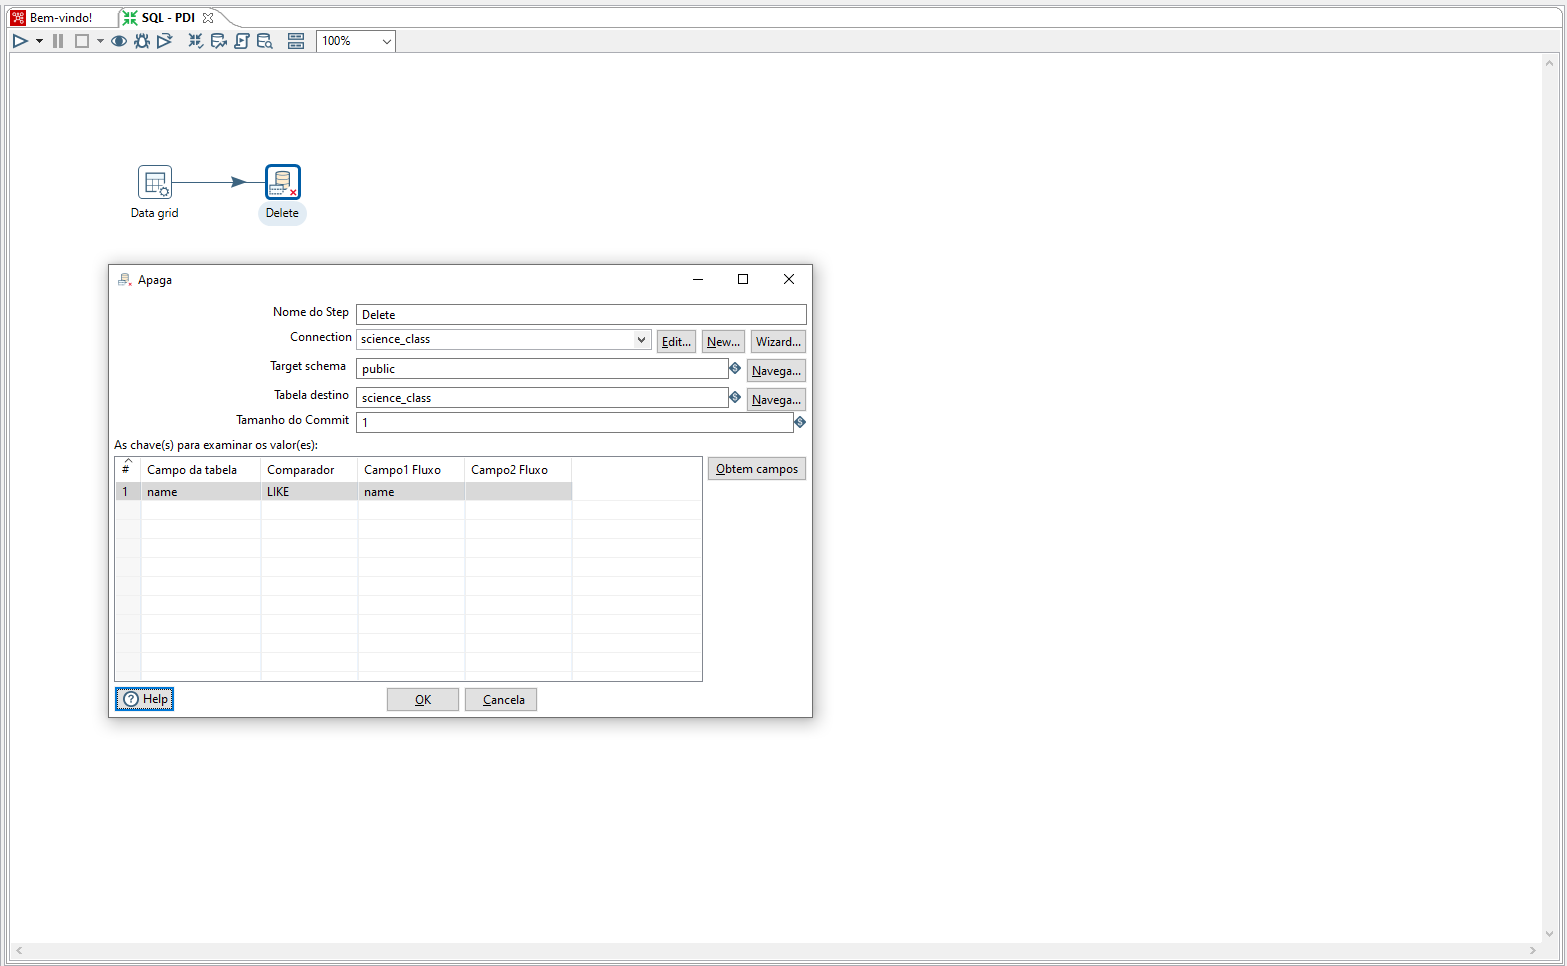 Bem-vindo!
SQL - PDI
100%
Data grid
Delete
Apaga
Nome do Step
Delete
Connection
science_class
Edit...
New...
Wizard...
Target schema
public
Navega...
Tabela destino
science_class
Navega...
Tamanho do Commit
1
As chave(s) para examinar os valor(es):
# Campo da tabela Comparador Campo1 Fluxo Campo2 Fluxo
1 name LIKE name
Obtem campos
Help
OK
Cancela